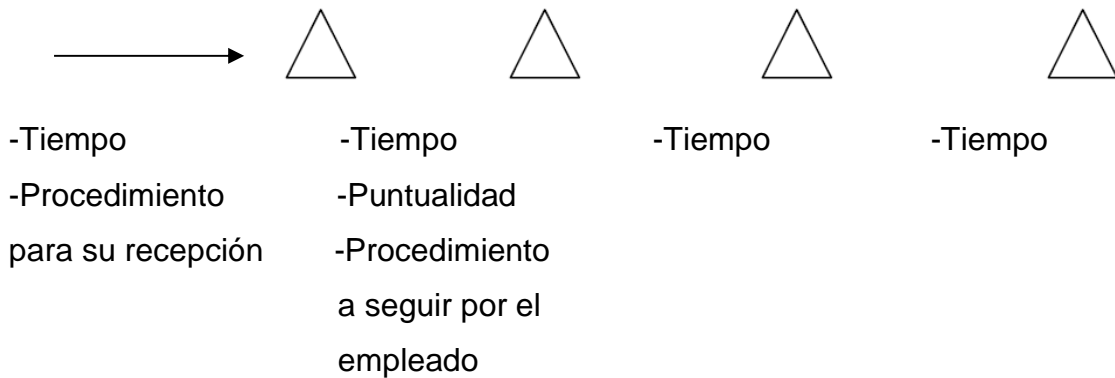 -Tiempo -Tiempo -Tiempo -Tiempo
-Procedimiento -Puntualidad
para su recepción -Procedimiento
a seguir por el
empleado